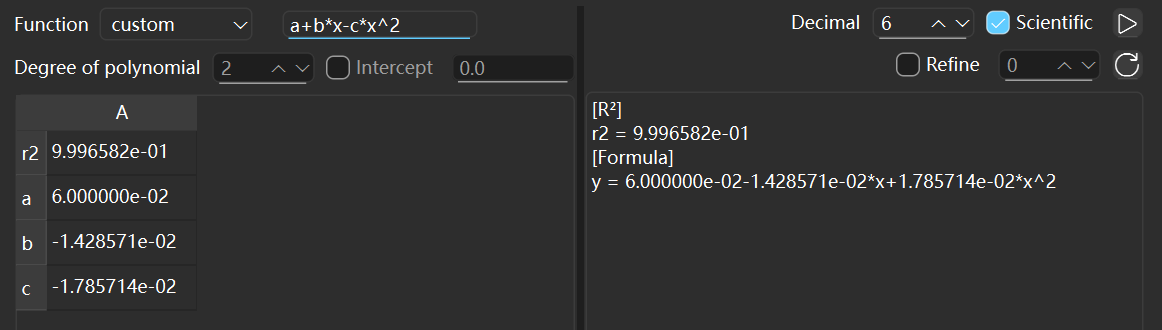 Function custom a+b*x-c*x^2 Decimal 6 Scientific
Degree of polynomial 2 Intercept 0.0 Refine 0
A
r2 9.996582e-01
a 6.000000e-02
b -1.428571e-02
c -1.785714e-02
[R²]
r2 = 9.996582e-01
[Formula]
y = 6.000000e-02-1.428571e-02*x+1.785714e-02*x^2